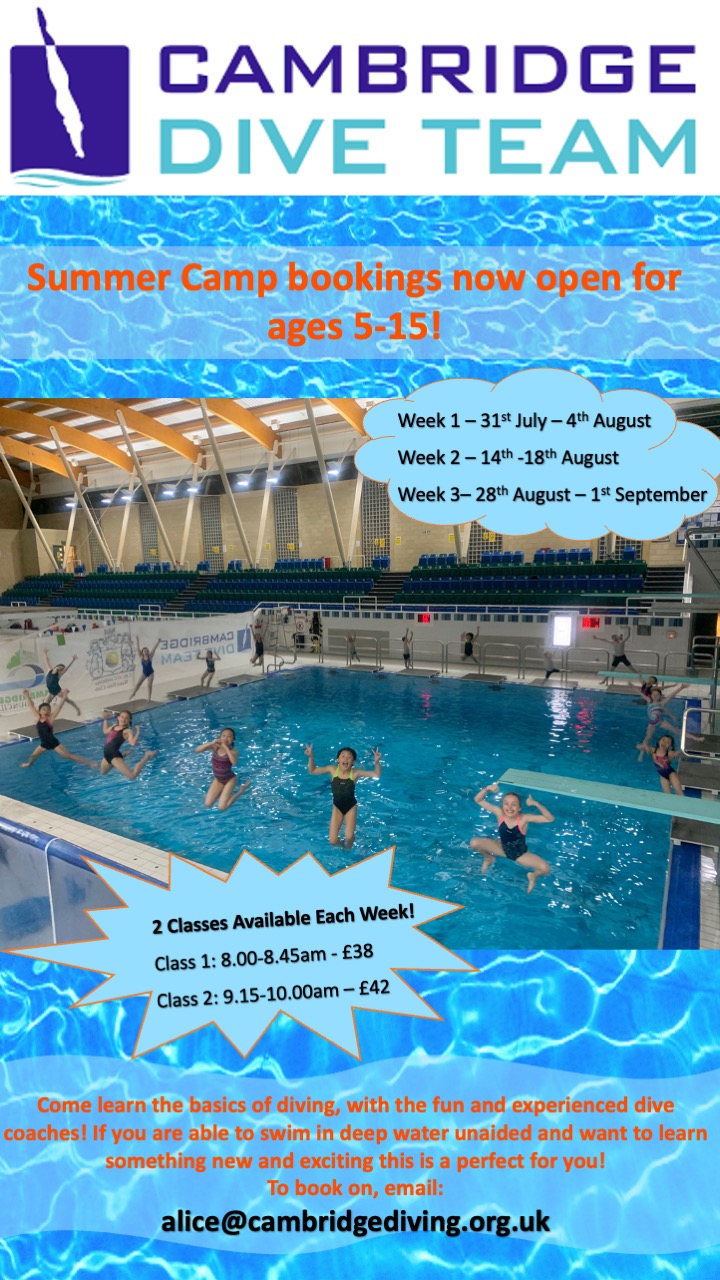 CAMBRIDGE
DIVE TEAM
Summer Camp bookings now open for
ages 5-15!
Week 1 – 31st July – 4th August
Week 2 – 14th -18th August
Week 3– 28th August – 1st September
CAMBRIDGE
DIVE TEAM
2 Classes Available Each Week!
Class 1: 8.00-8.45am - £38
Class 2: 9.15-10.00am – £42
Come learn the basics of diving, with the fun and experienced dive
coaches! If you are able to swim in deep water unaided and want to learn
something new and exciting this is a perfect for you!
To book on, email:
alice@cambridgediving.org.uk